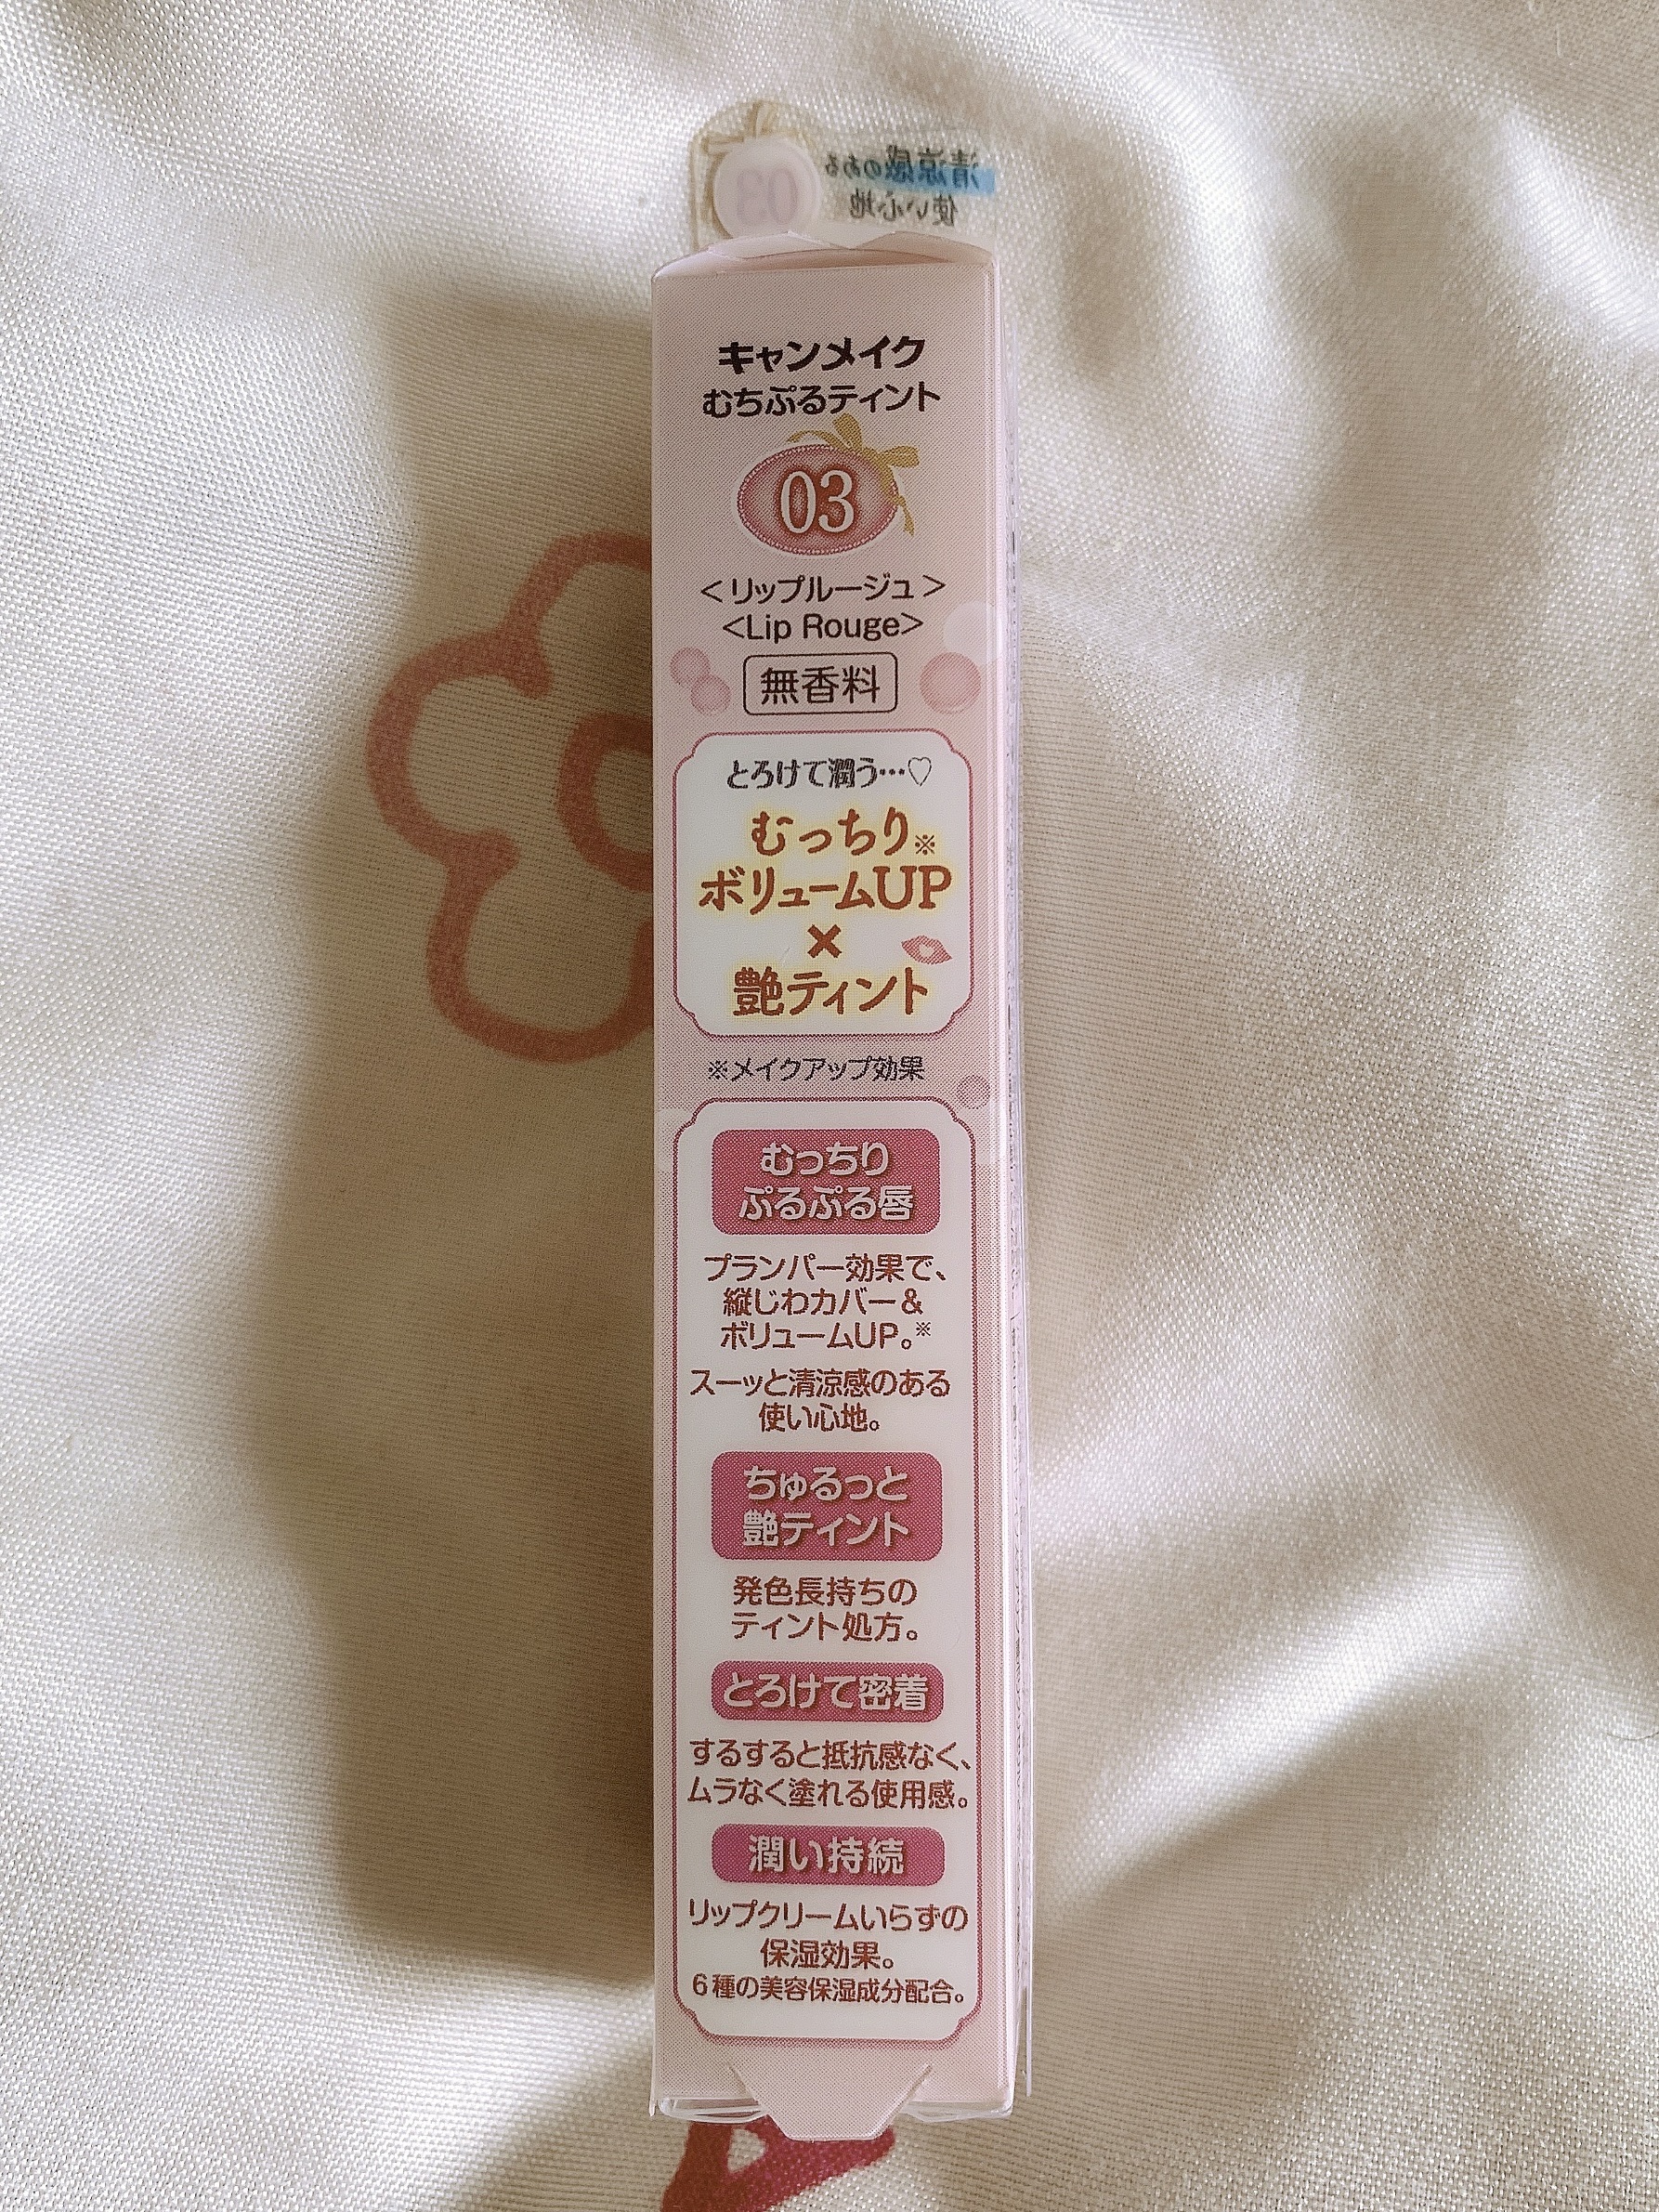 03
清涼感のある
使い心地
キャンメイク
むちぷるティント
03
＜リップルージュ＞
<Lip Rouge>
無香料
とろけて潤う…♡
むっちり※
ボリュームUP
×
艶ティント
※メイクアップ効果
むっちり
ぷるぷる唇
プランパー効果で、
縦じわカバー＆
ボリュームUP。※
スーッと清涼感のある
使い心地。
ちゅるっと
艶ティント
発色長持ちの
ティント処方。
とろけて密着
するすると抵抗感なく、
ムラなく塗れる使用感。
潤い持続
リップクリームいらずの
保湿効果。
6種の美容保湿成分配合。